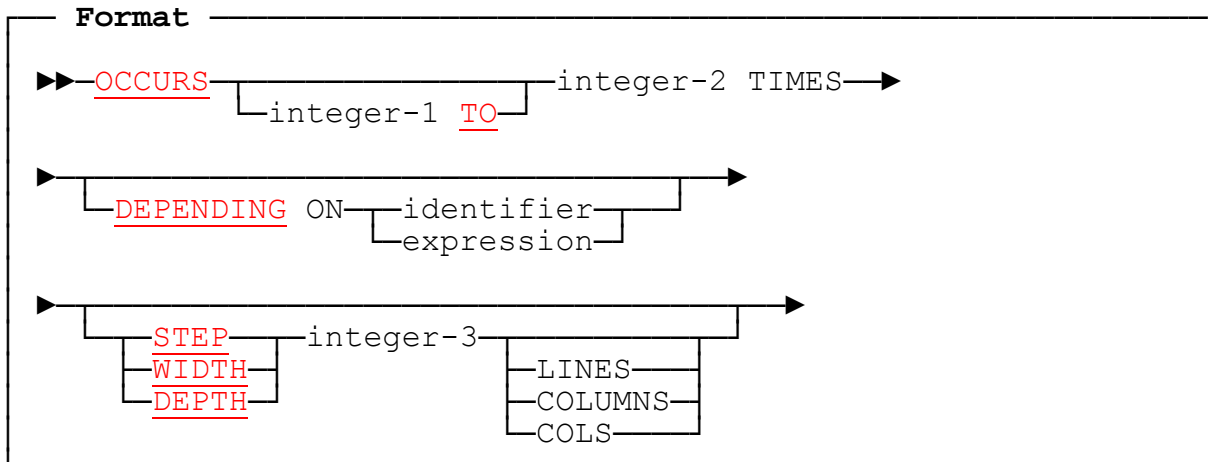 Format
OCCURS integer-2 TIMES
integer-1 TO
DEPENDING ON identifier
expression
STEP integer-3
WIDTH LINES
DEPTH COLUMNS
COLS